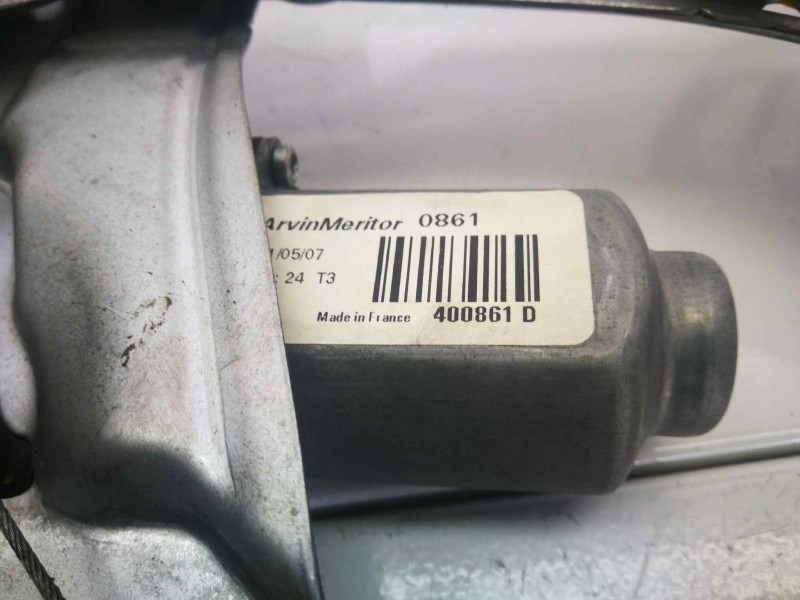 ArvinMeritor 0861
/05/07
: 24 T3
Made in France 400861 D